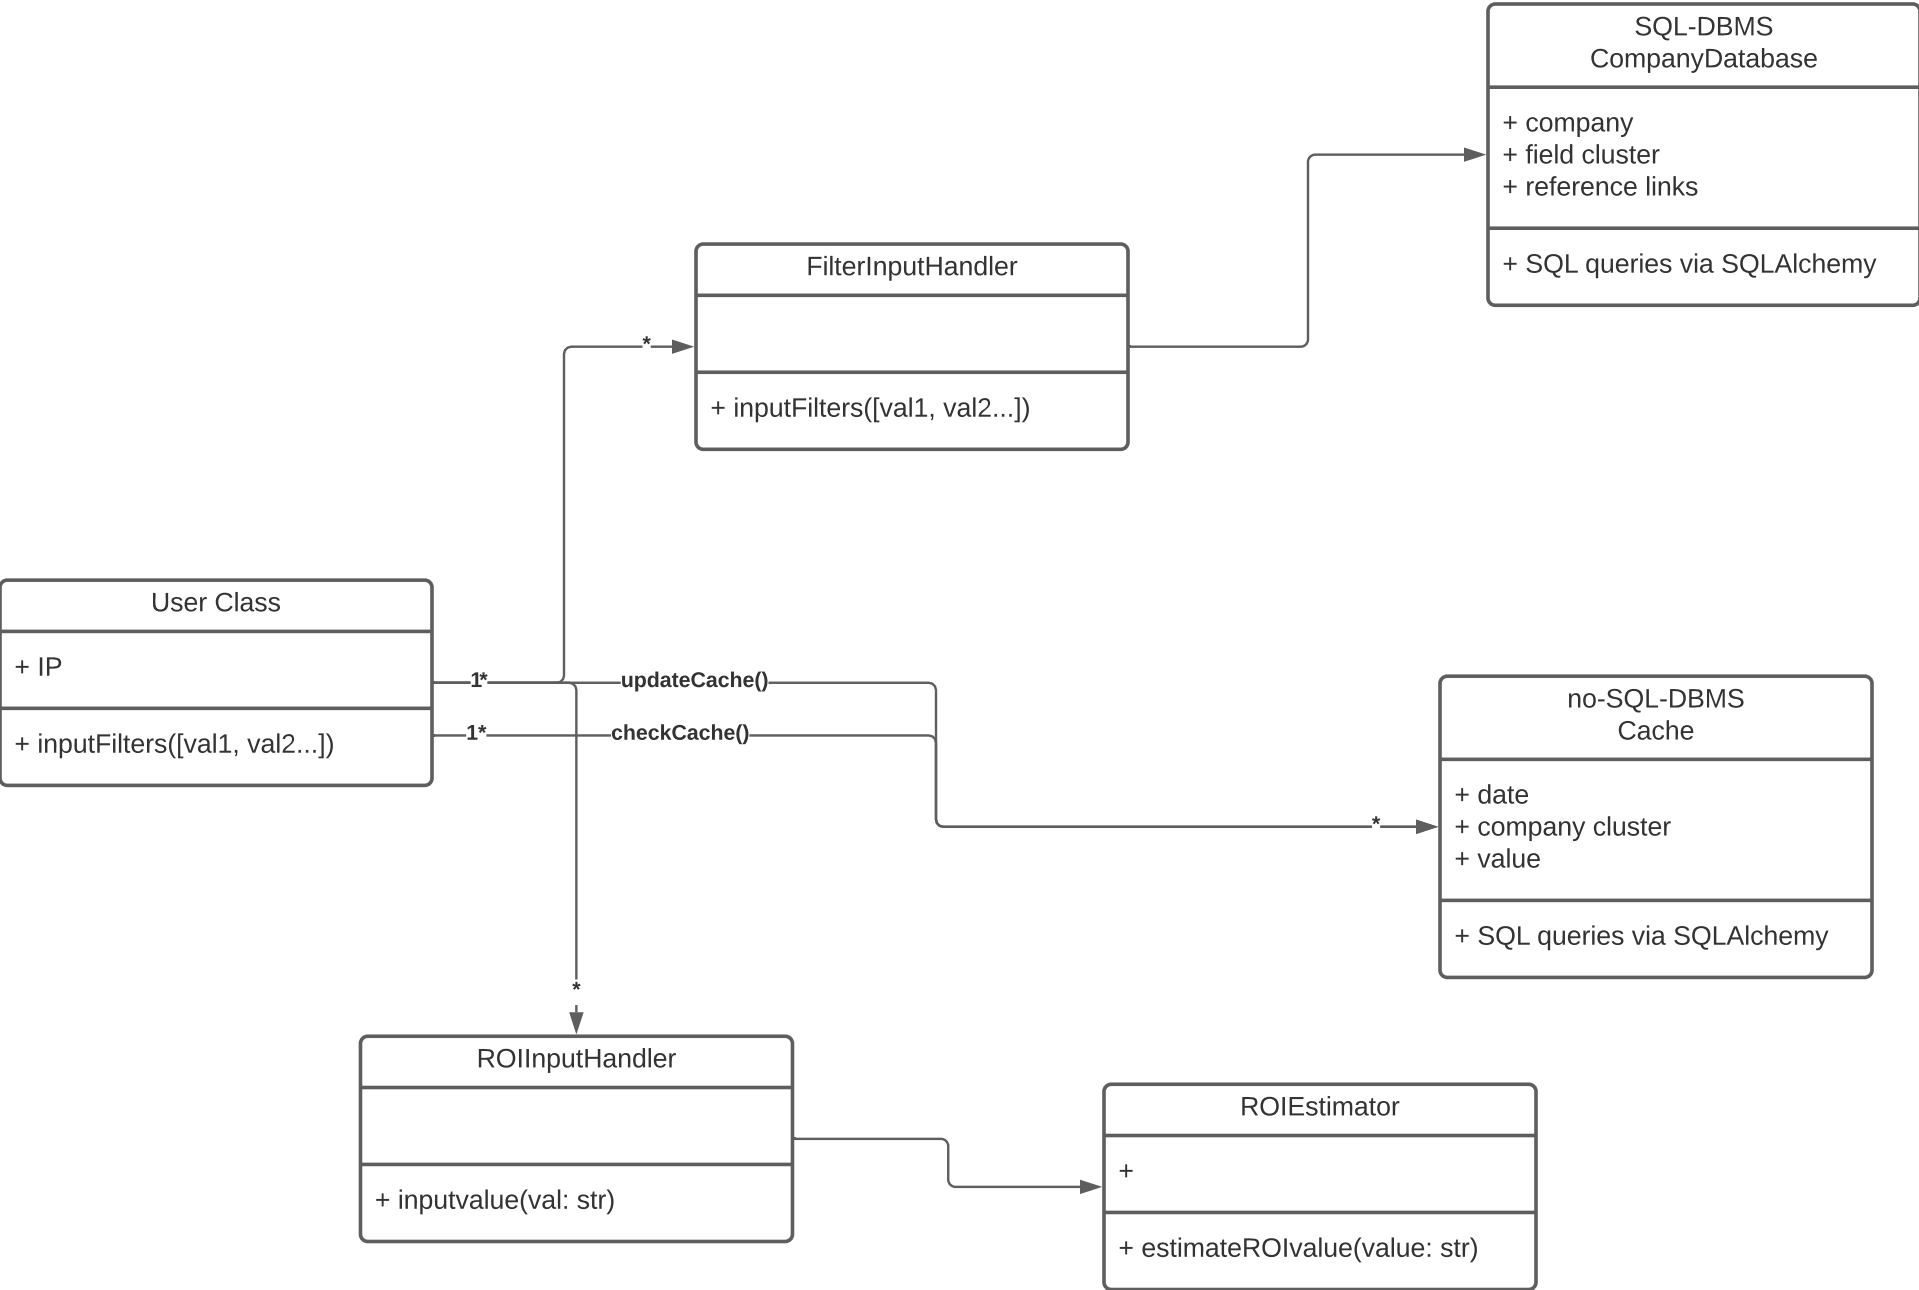 SQL-DBMS
CompanyDatabase
+ company
+ field cluster
+ reference links
+ SQL queries via SQLAlchemy
FilterInputHandler
*
+ inputFilters([val1, val2...])
User Class
+ IP
+ inputFilters([val1, val2...])
1*
updateCache()
1*
checkCache()
*
no-SQL-DBMS
Cache
+ date
+ company cluster
+ value
+ SQL queries via SQLAlchemy
*
ROIInputHandler
+ inputvalue(val: str)
ROIEstimator
+
+ estimateROIvalue(value: str)